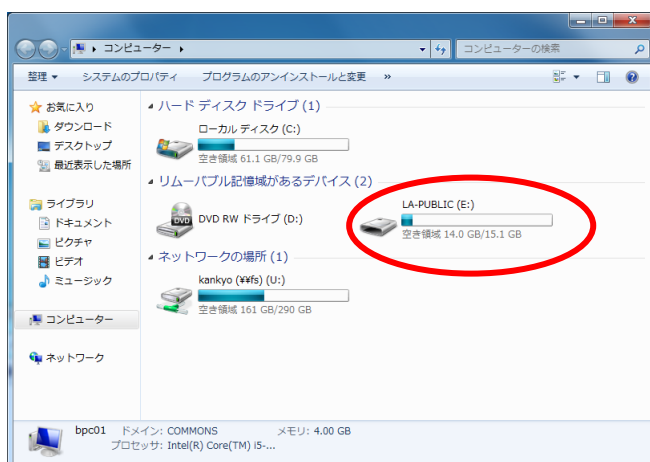 コンピューター
コンピューターの検索
整理 システムのプロパティ プログラムのアンインストールと変更 »
お気に入り
ダウンロード
デスクトップ
最近表示した場所
ライブラリ
ドキュメント
ピクチャ
ビデオ
ミュージック
コンピューター
ネットワーク
ハード ディスク ドライブ (1)
ローカル ディスク (C:)
空き領域 61.1 GB/79.9 GB
リムーバブル記憶域があるデバイス (2)
DVD
DVD RW ドライブ (D:)
LA-PUBLIC (E:)
空き領域 14.0 GB/15.1 GB
ネットワークの場所 (1)
kankyo (¥¥fs) (U:)
空き領域 161 GB/290 GB
bpc01 ドメイン: COMMONS メモリ: 4.00 GB
プロセッサ: Intel(R) Core(TM) i5-...